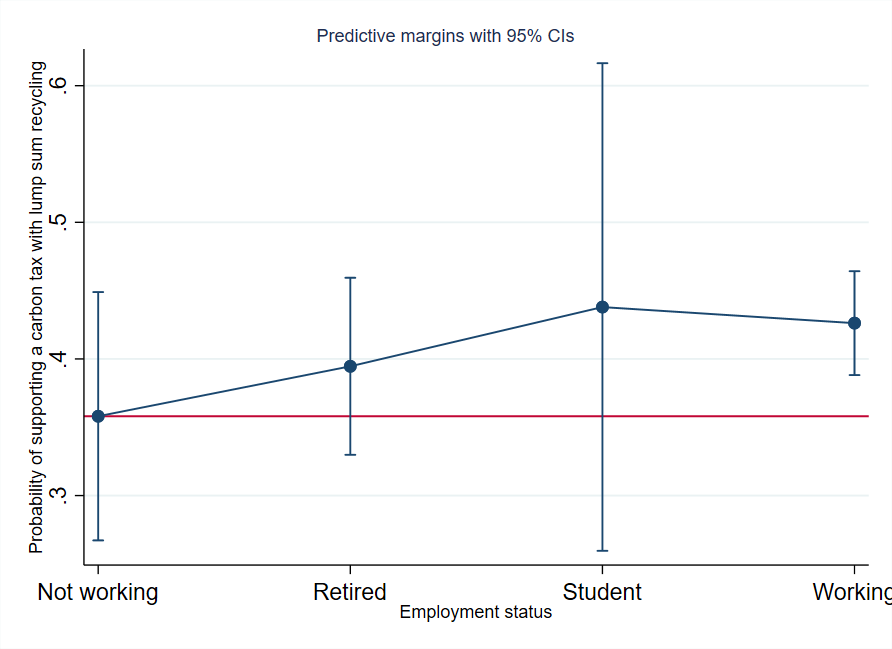 Predictive margins with 95% CIs
Probability of supporting a carbon tax with lump sum recycling
.6
.5
.4
.3
Not working Retired Student Working
Employment status